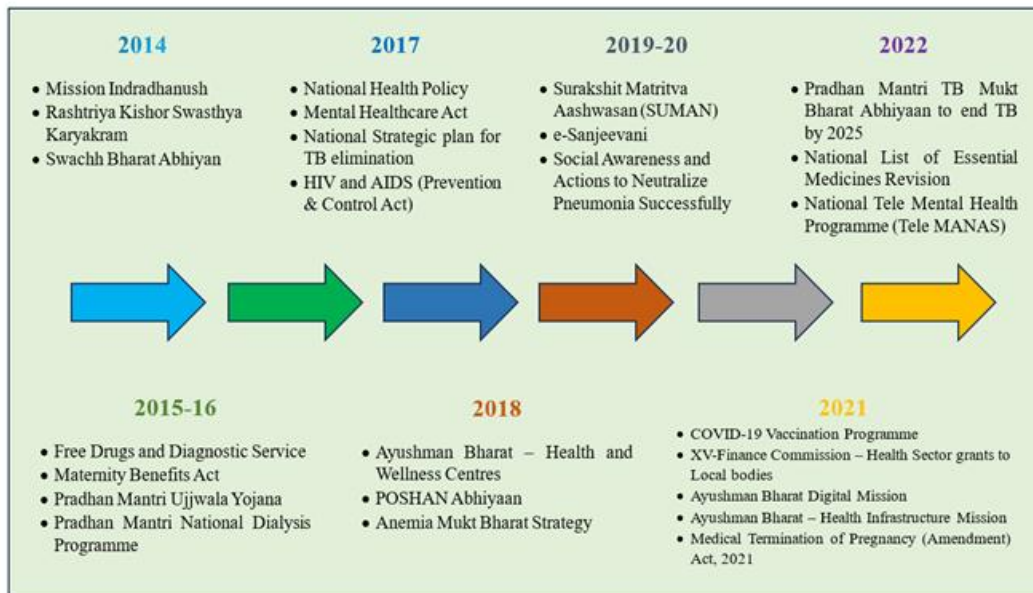 2014
• Mission Indradhanush
• Rashtriya Kishor Swasthya
Karyakram
• Swachh Bharat Abhiyan
2017
• National Health Policy
• Mental Healthcare Act
• National Strategic plan for
TB elimination
• HIV and AIDS (Prevention
& Control Act)
2019-20
• Surakshit Matritva
Aashwasan (SUMAN)
• e-Sanjeevani
• Social Awareness and
Actions to Neutralize
Pneumonia Successfully
2022
• Pradhan Mantri TB Mukt
Bharat Abhiyaan to end TB
by 2025
• National List of Essential
Medicines Revision
• National Tele Mental Health
Programme (Tele MANAS)
2015-16
• Free Drugs and Diagnostic Service
• Maternity Benefits Act
• Pradhan Mantri Ujjwala Yojana
• Pradhan Mantri National Dialysis
Programme
2018
• Ayushman Bharat – Health and
Wellness Centres
• POSHAN Abhiyaan
• Anemia Mukt Bharat Strategy
2021
• COVID-19 Vaccination Programme
• XV-Finance Commission – Health Sector grants to
Local bodies
• Ayushman Bharat Digital Mission
• Ayushman Bharat – Health Infrastructure Mission
• Medical Termination of Pregnancy (Amendment)
Act, 2021